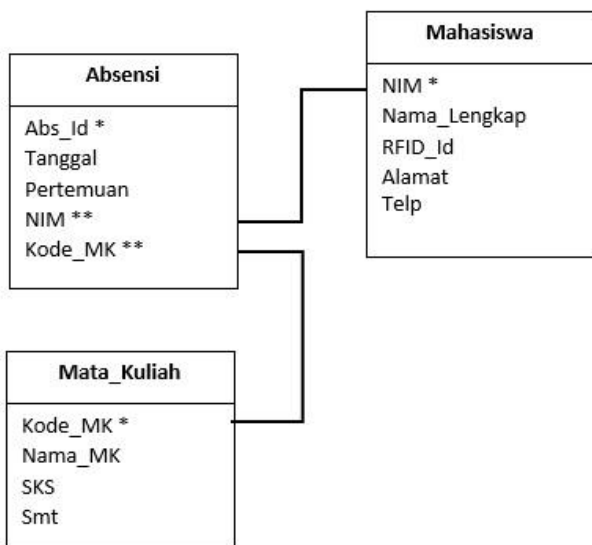 Absensi
Abs_Id *
Tanggal
Pertemuan
NIM **
Kode_MK **
Mahasiswa
NIM *
Nama_Lengkap
RFID_Id
Alamat
Telp
Mata_Kuliah
Kode_MK *
Nama_MK
SKS
Smt